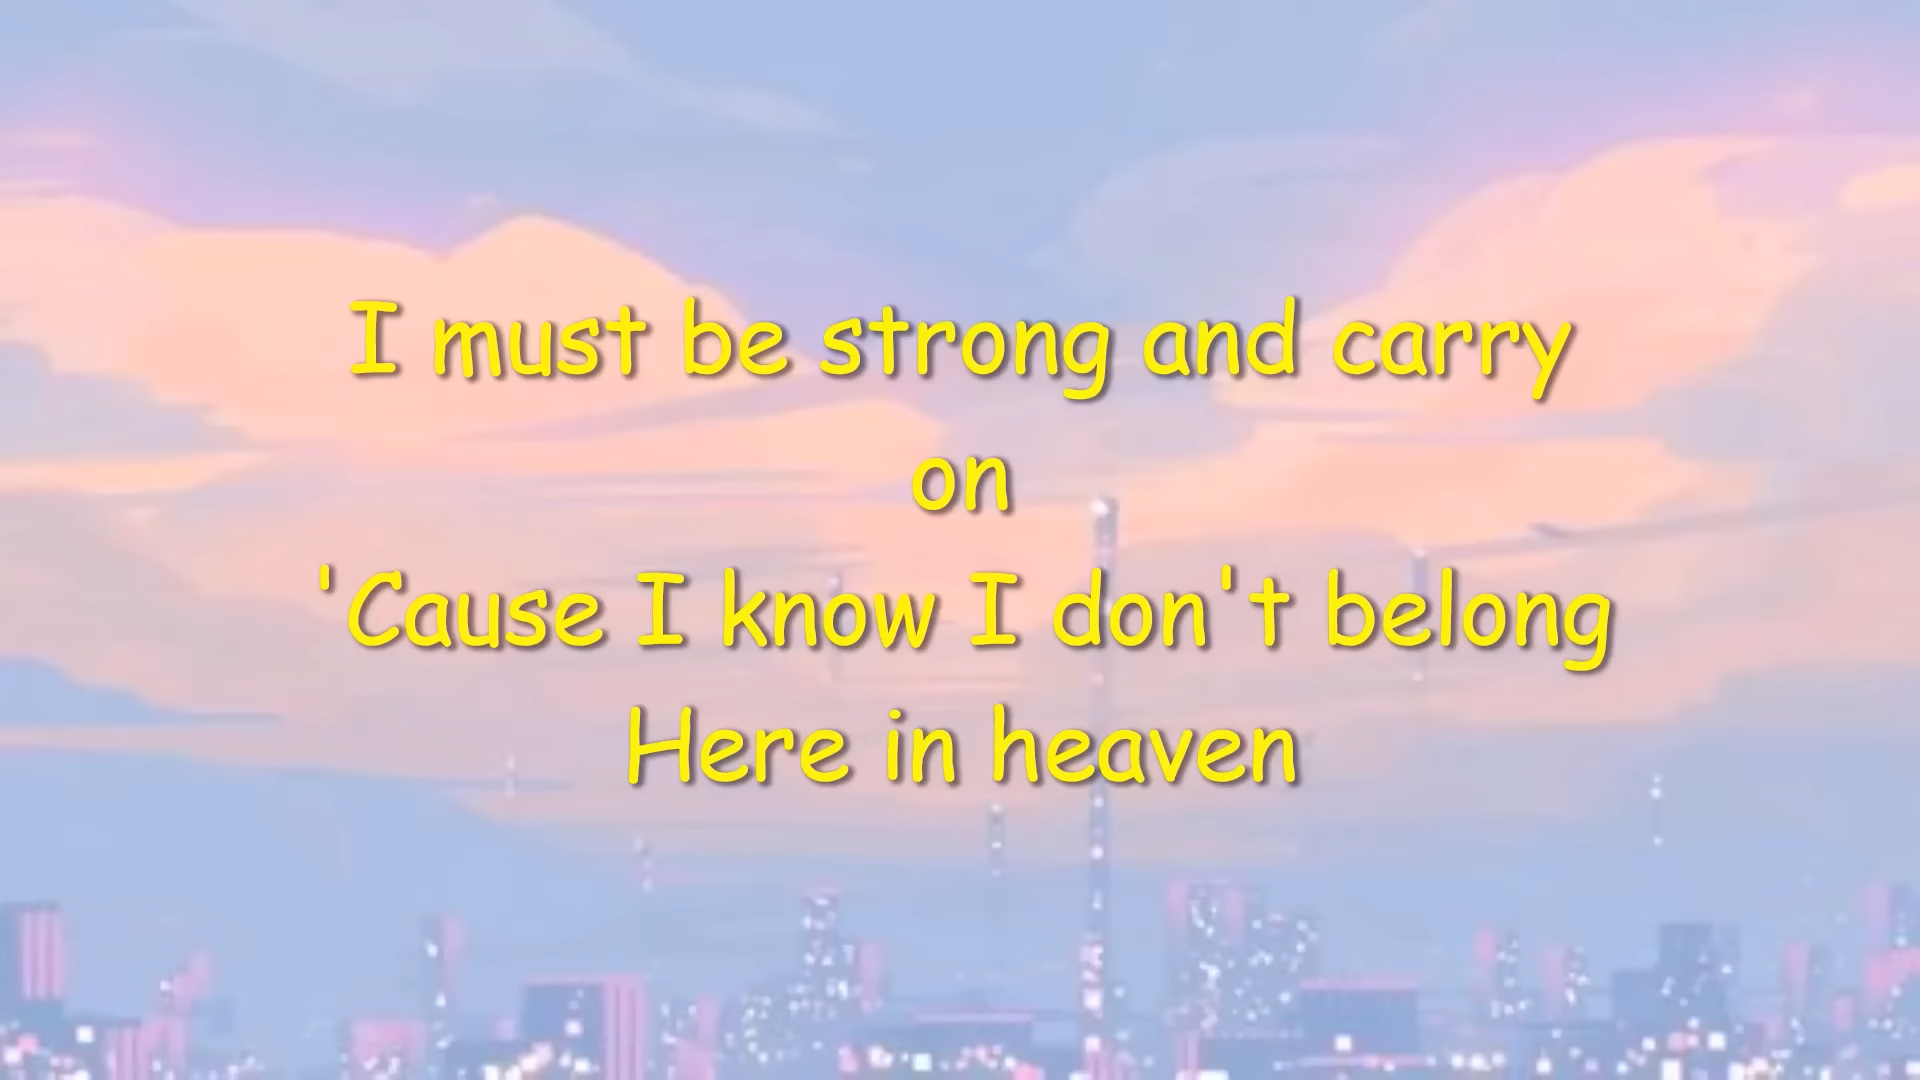 I must be strong and carry
on
'Cause I know I don't belong
Here in heaven